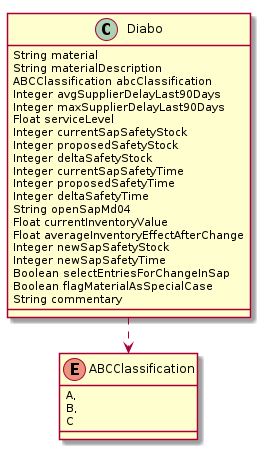 C Diabo
String material
String materialDescription
ABCClassification abcClassification
Integer avgSupplierDelayLast90Days
Integer maxSupplierDelayLast90Days
Float serviceLevel
Integer currentSapSafetyStock
Integer proposedSafetyStock
Integer deltaSafetyStock
Integer currentSapSafetyTime
Integer proposedSafetyTime
Integer deltaSafetyTime
String openSapMd04
Float currentInventoryValue
Float averageInventoryEffectAfterChange
Integer newSapSafetyStock
Integer newSapSafetyTime
Boolean selectEntriesForChangeInSap
Boolean flagMaterialAsSpecialCase
String commentary
E ABCClassification
A,
B,
C